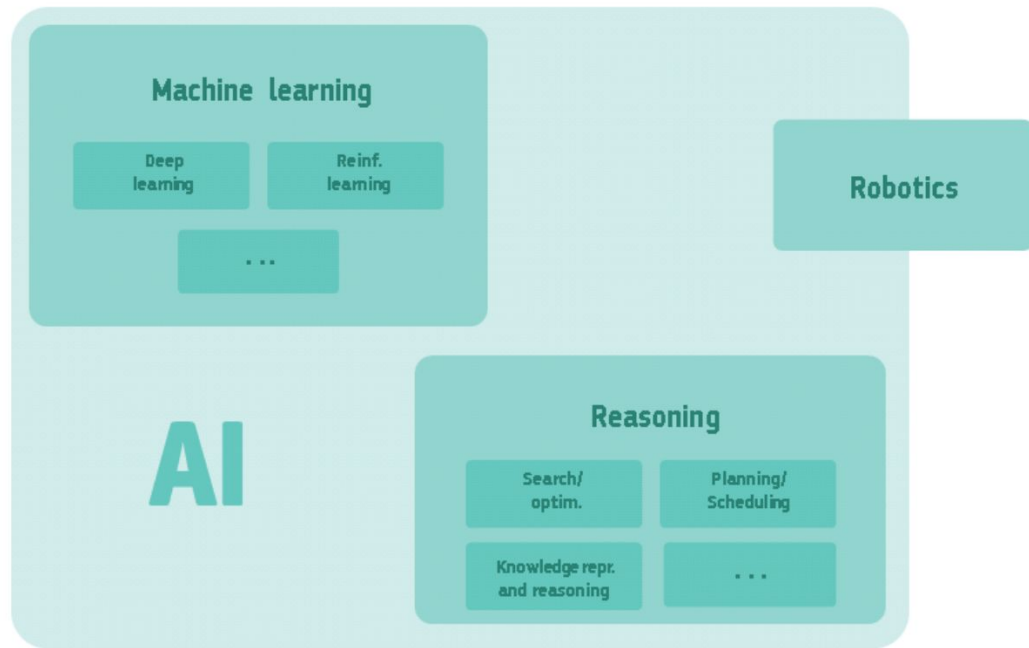 Machine learning
Deep
learning
Reinf.
learning
...
Robotics
AI
Reasoning
Search/
optim.
Planning/
Scheduling
Knowledge repr.
and reasoning
...